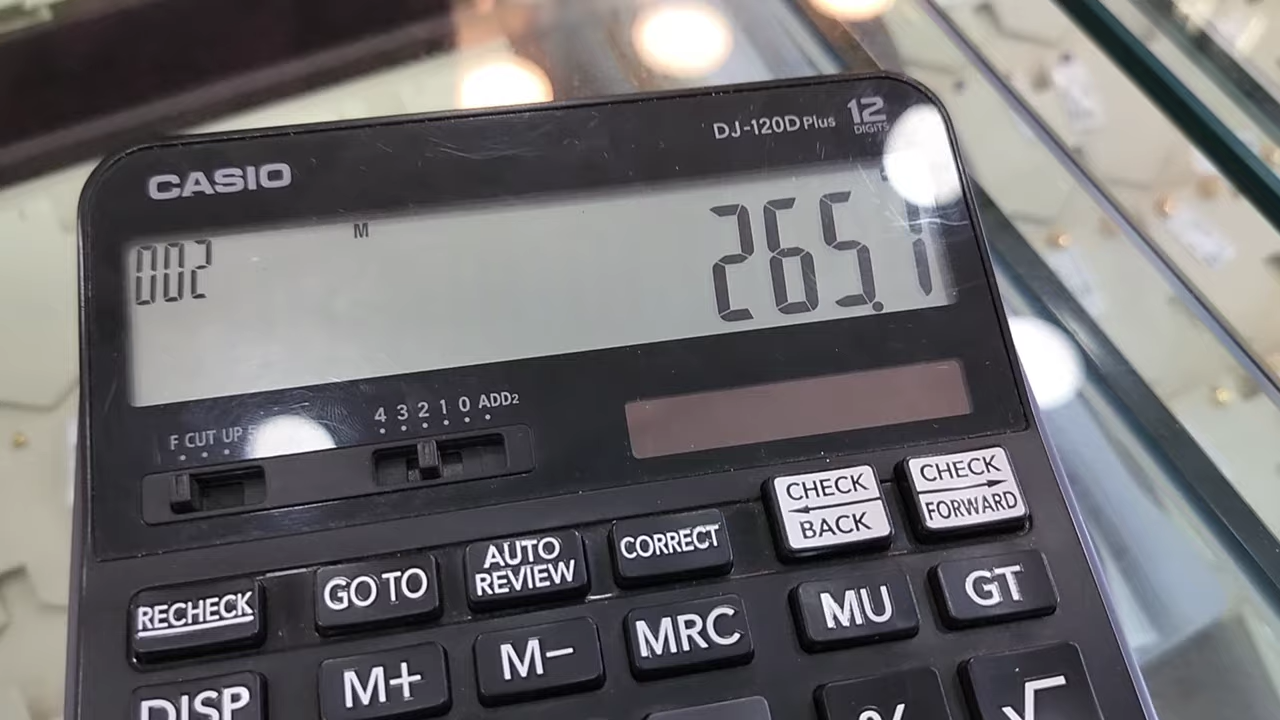 CASIO
DJ-120D Plus
12
DIGITS
002
M
265.1
F CUT UP
4 3 2 1 0 ADD2
CHECK
BACK
CHECK
FORWARD
RECHECK
GO TO
AUTO
REVIEW
CORRECT
DISP
M+
M−
MRC
MU
GT
%
√